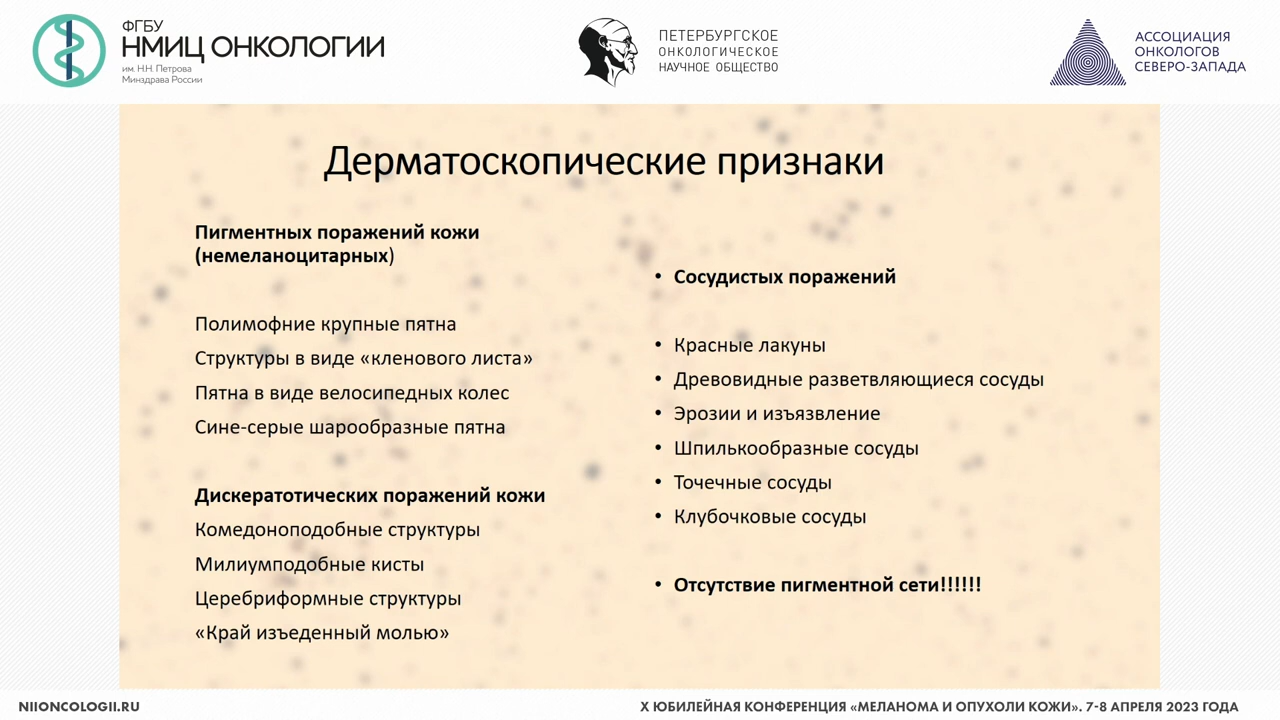 ФГБУ
НМИЦ ОНКОЛОГИИ
им. Н.Н. Петрова
Минздрава России
ПЕТЕРБУРГСКОЕ
ОНКОЛОГИЧЕСКОЕ
НАУЧНОЕ ОБЩЕСТВО
АССОЦИАЦИЯ
ОНКОЛОГОВ
СЕВЕРО-ЗАПАДА
Дерматоскопические признаки
Пигментных поражений кожи
(немеланоцитарных)
Полимофние крупные пятна
Структуры в виде «кленового листа»
Пятна в виде велосипедных колес
Сине-серые шарообразные пятна
Дискератотических поражений кожи
Комедоноподобные структуры
Милиумподобные кисты
Церебриформные структуры
«Край изъеденный молью»
• Сосудистых поражений
• Красные лакуны
• Древовидные разветвляющиеся сосуды
• Эрозии и изъязвление
• Шпилькообразные сосуды
• Точечные сосуды
• Клубочковые сосуды
• Отсутствие пигментной сети!!!!!!
NIIONCOLOGII.RU
X ЮБИЛЕЙНАЯ КОНФЕРЕНЦИЯ «МЕЛАНОМА И ОПУХОЛИ КОЖИ». 7-8 АПРЕЛЯ 2023 ГОДА